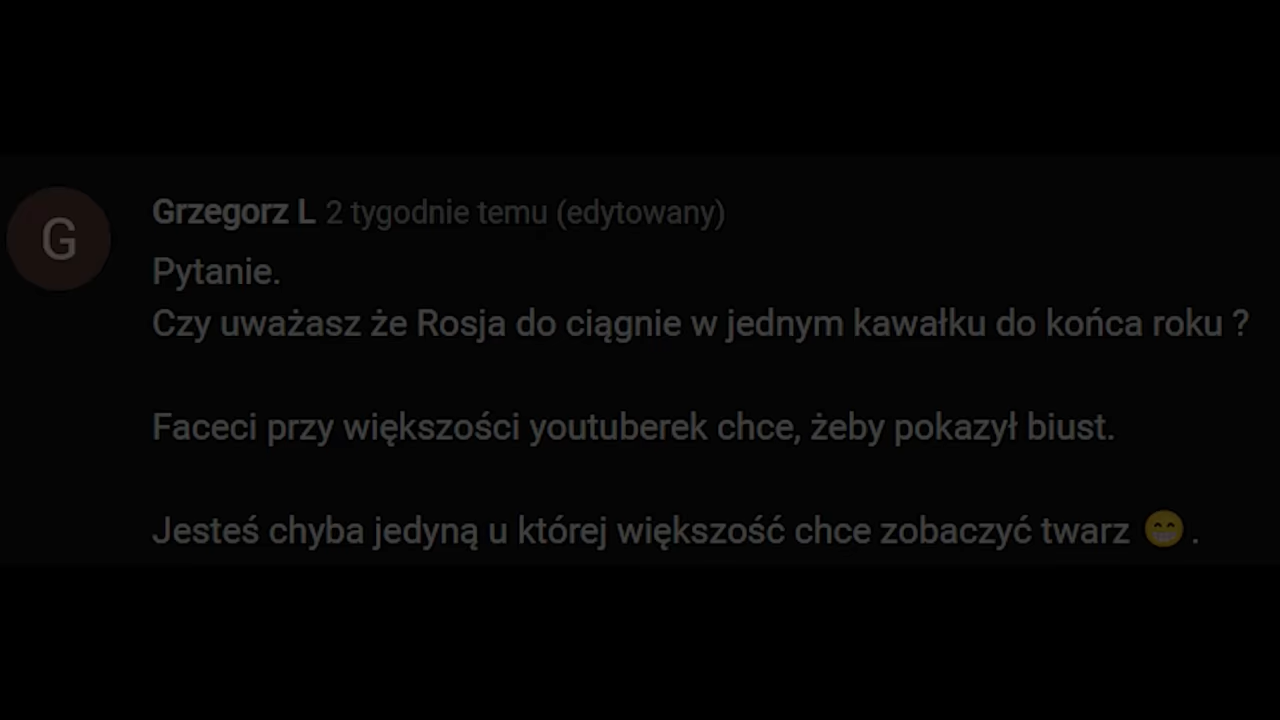 G
Grzegorz L 2 tygodnie temu (edytowany)
Pytanie.
Czy uważasz że Rosja do ciągnie w jednym kawałku do końca roku ?
Faceci przy większości youtuberek chce, żeby pokazył biust.
Jesteś chyba jedyną u której większość chce zobaczyć twarz 😁 .